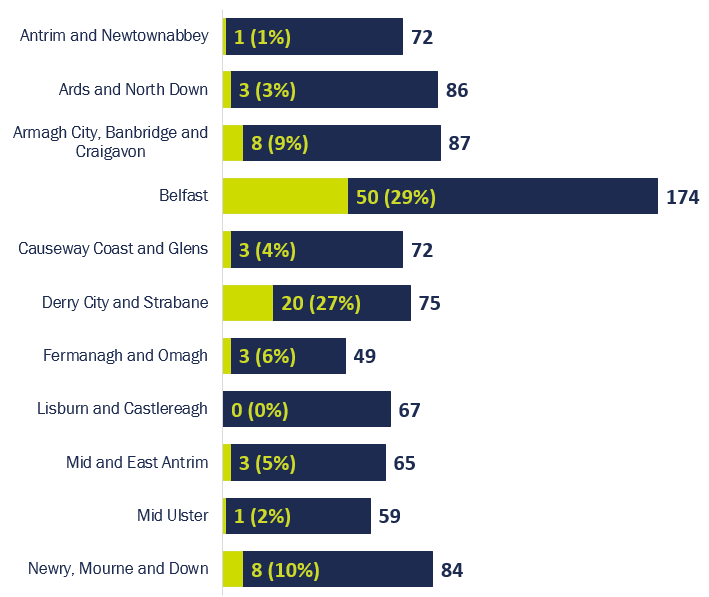 Antrim and Newtownabbey 1 (1%) 72
Ards and North Down 3 (3%) 86
Armagh City, Banbridge and
Craigavon 8 (9%) 87
Belfast 50 (29%) 174
Causeway Coast and Glens 3 (4%) 72
Derry City and Strabane 20 (27%) 75
Fermanagh and Omagh 3 (6%) 49
Lisburn and Castlereagh 0 (0%) 67
Mid and East Antrim 3 (5%) 65
Mid Ulster 1 (2%) 59
Newry, Mourne and Down 8 (10%) 84